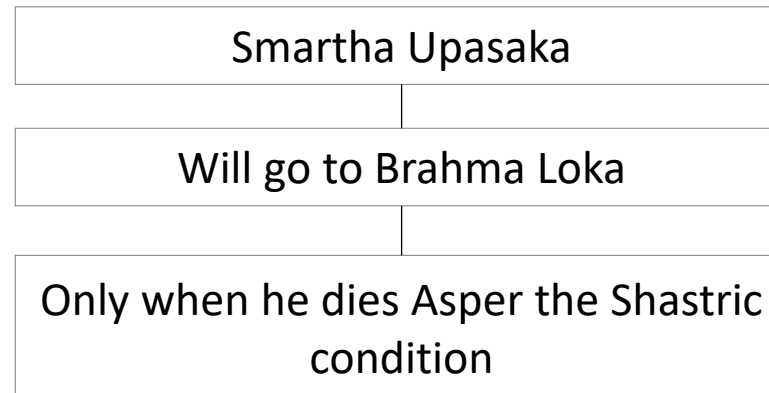 Smartha Upasaka
Will go to Brahma Loka
Only when he dies Asper the Shastric
condition